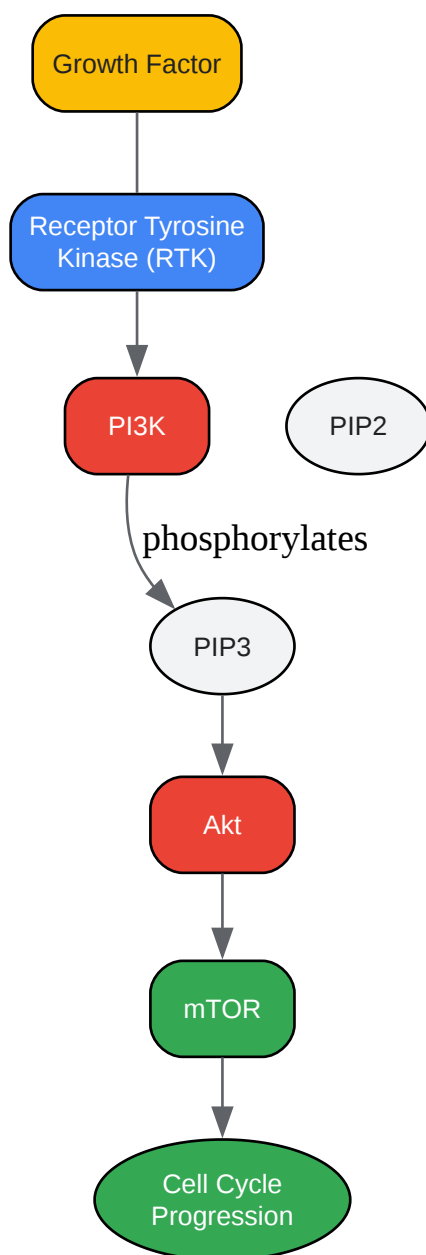 Growth Factor
Receptor Tyrosine
Kinase (RTK)
PI3K
PIP2
phosphorylates
PIP3
Akt
mTOR
Cell Cycle
Progression